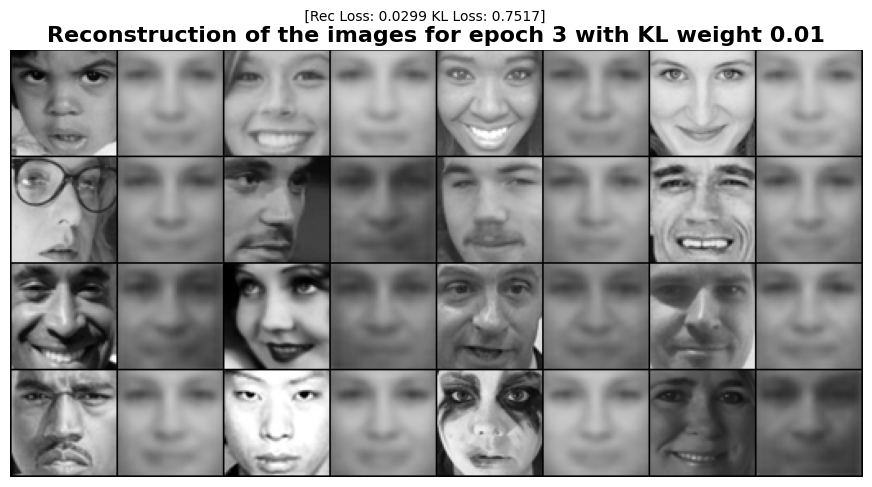 [Rec Loss: 0.0299 KL Loss: 0.7517]
Reconstruction of the images for epoch 3 with KL weight 0.01